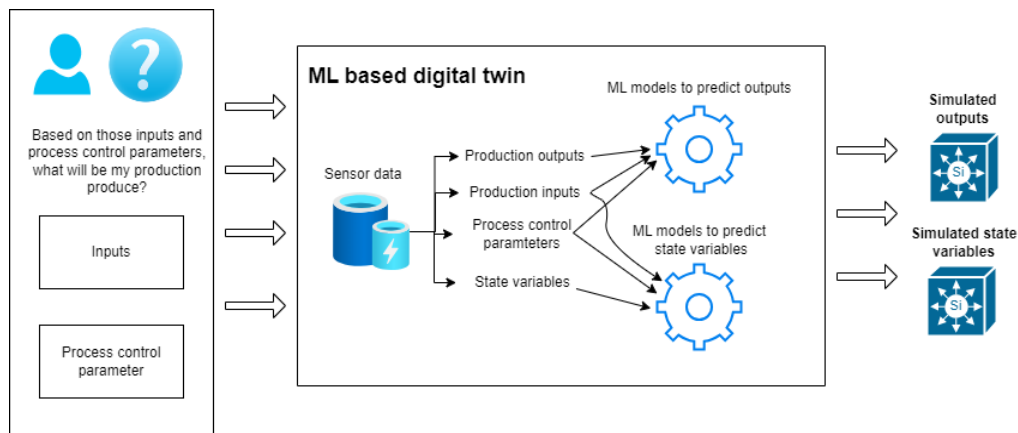 Based on those inputs and
process control parameters,
what will be my production
produce?
Inputs
Process control
parameter
ML based digital twin
Sensor data
Production outputs
Production inputs
Process control
paramteters
State variables
ML models to predict outputs
ML models to predict
state variables
Simulated
outputs
Si
Simulated state
variables
Si